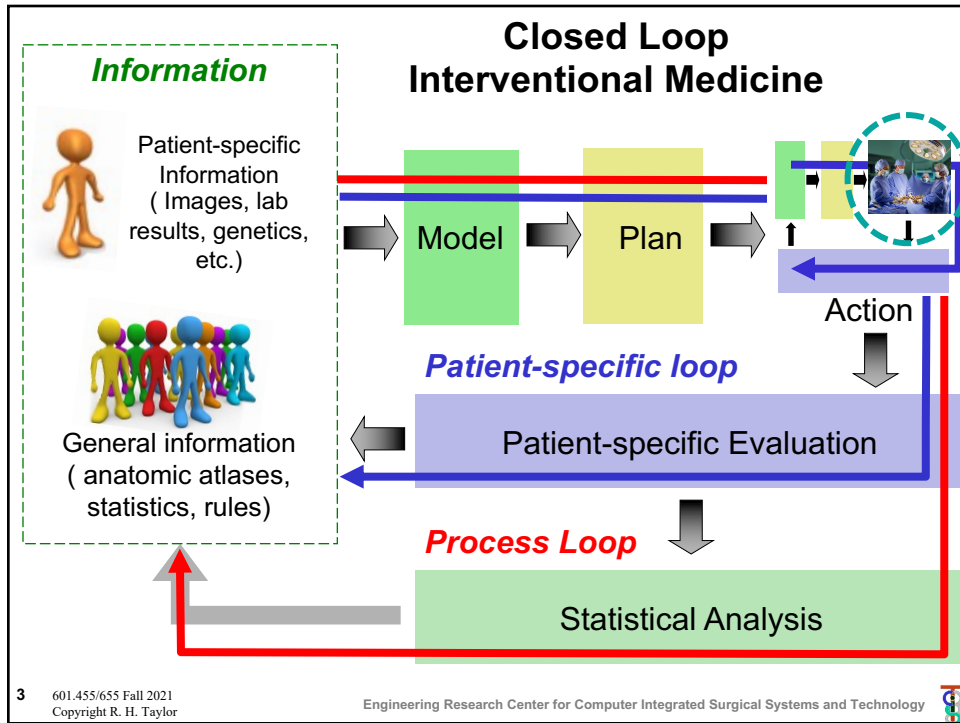 Closed Loop
Interventional Medicine
Information
Patient-specific
Information
( Images, lab
results, genetics,
etc.)
General information
( anatomic atlases,
statistics, rules)
Model
Plan
Action
Patient-specific loop
Patient-specific Evaluation
Process Loop
Statistical Analysis
3
601.455/655 Fall 2021
Copyright R. H. Taylor
Engineering Research Center for Computer Integrated Surgical Systems and Technology